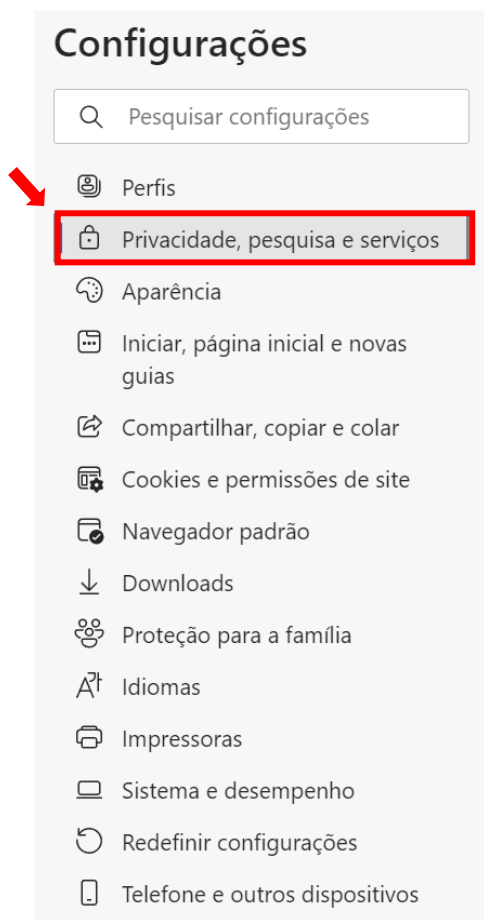 Configurações
Pesquisar configurações
Perfis
Privacidade, pesquisa e serviços
Aparência
Iniciar, página inicial e novas
guias
Compartilhar, copiar e colar
Cookies e permissões de site
Navegador padrão
Downloads
Proteção para a família
Idiomas
Impressoras
Sistema e desempenho
Redefinir configurações
Telefone e outros dispositivos